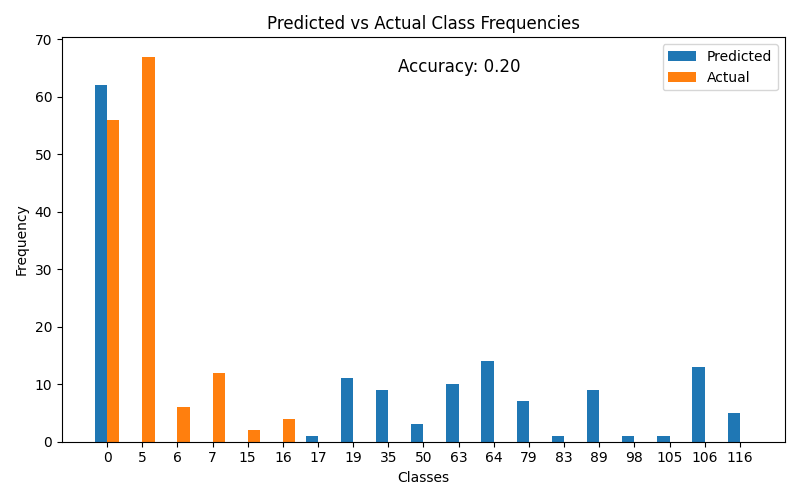 Predicted vs Actual Class Frequencies
Accuracy: 0.20
Predicted
Actual
Frequency
70
60
50
40
30
20
10
0
0 5 6 7 15 16 17 19 35 50 63 64 79 83 89 98 105 106 116
Classes